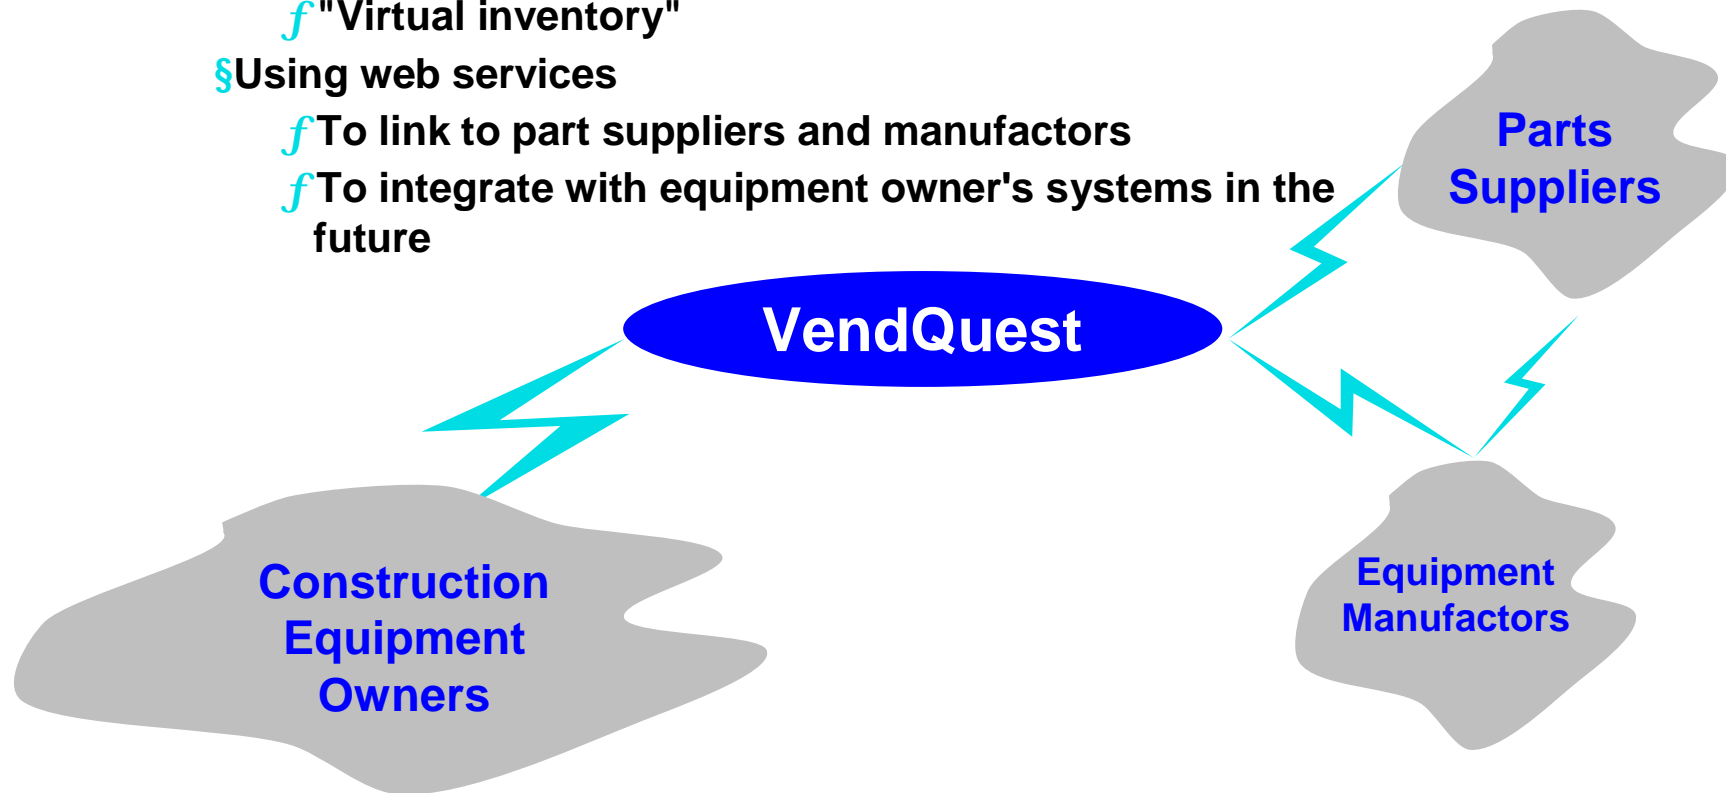 ƒ"Virtual inventory"
§Using web services
ƒTo link to part suppliers and manufactors
ƒTo integrate with equipment owner's systems in the
future
Parts
Suppliers
VendQuest
Construction
Equipment
Owners
Equipment
Manufactors